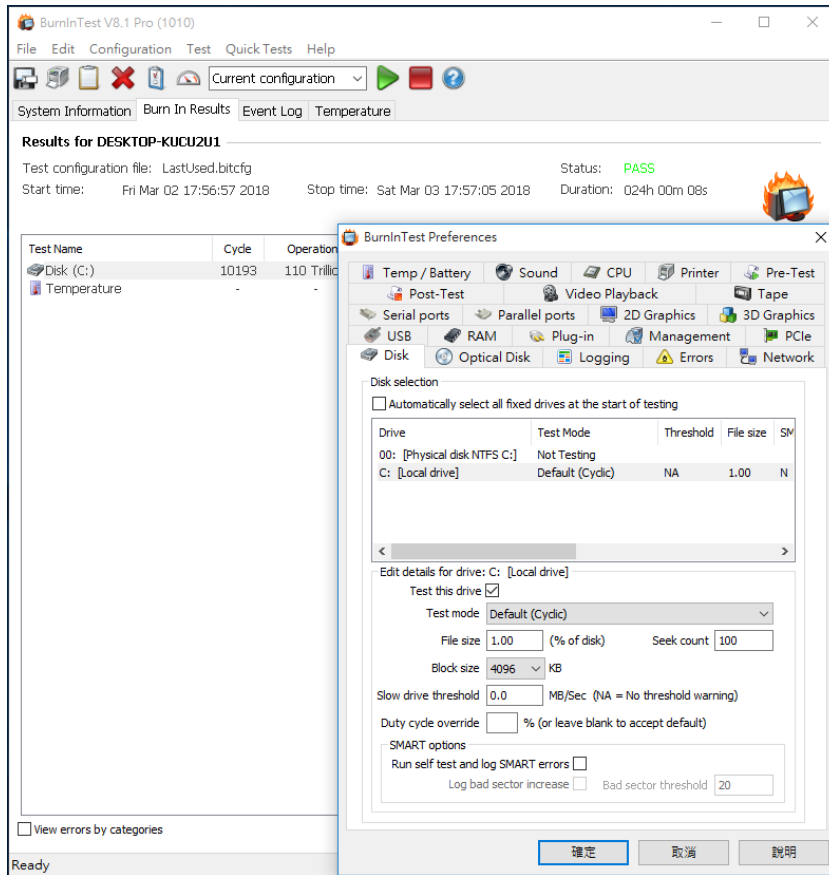 BurnInTest V8.1 Pro (1010)
File Edit Configuration Test Quick Tests Help
Current configuration
System Information Burn In Results Event Log Temperature
Results for DESKTOP-KUCU2U1
Test configuration file: LastUsed.bitcfg Status: PASS
Start time: Fri Mar 02 17:56:57 2018 Stop time: Sat Mar 03 17:57:05 2018 Duration: 024h 00m 08s
Test Name Cycle Operation
Disk (C:) 10193 110 Trillic
Temperature - -
View errors by categories
Ready
BurnInTest Preferences
Temp / Battery Sound CPU Printer Pre-Test
Post-Test Video Playback Tape
Serial ports Parallel ports 2D Graphics 3D Graphics
USB RAM Plug-in Management PCIe
Disk Optical Disk Logging Errors Network
Disk selection
Automatically select all fixed drives at the start of testing
Drive Test Mode Threshold File size SM
00: [Physical disk NTFS C:] Not Testing
C: [Local drive] Default (Cyclic) NA 1.00 N
Edit details for drive: C: [Local drive]
Test this drive
Test mode Default (Cyclic)
File size 1.00 (% of disk) Seek count 100
Block size 4096 KB
Slow drive threshold 0.0 MB/Sec (NA = No threshold warning)
Duty cycle override % (or leave blank to accept default)
SMART options
Run self test and log SMART errors
Log bad sector increase Bad sector threshold 20
確定 取消 說明